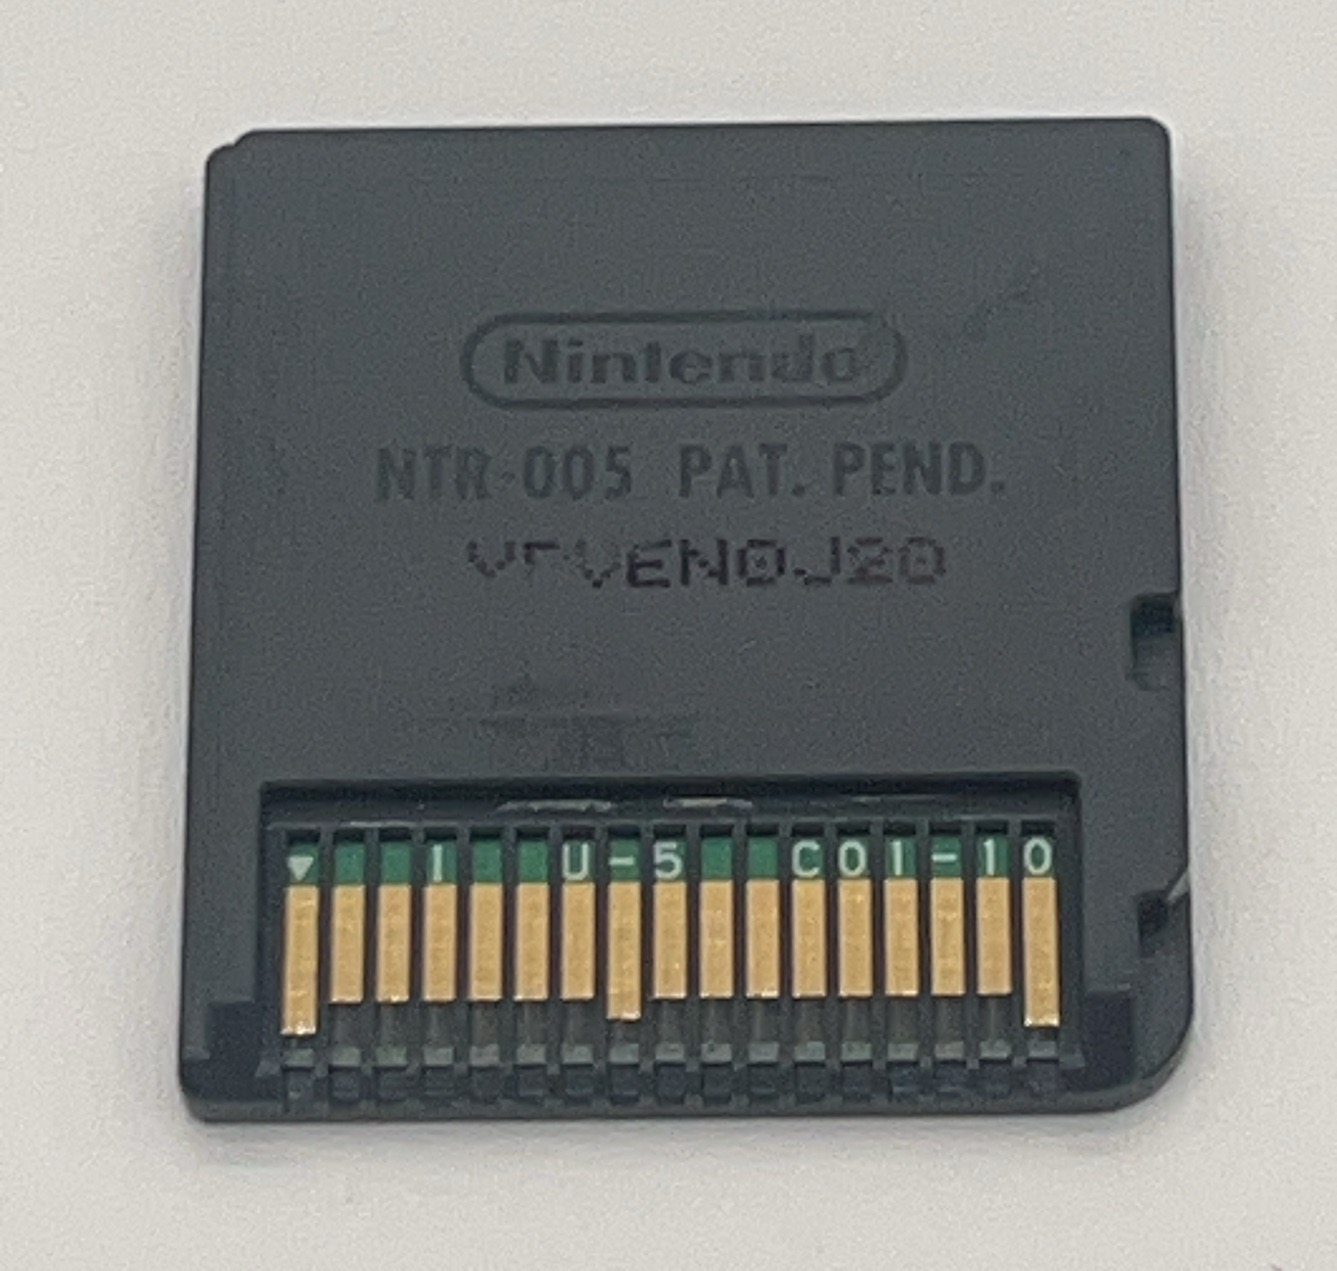 Nintendo
NTR-005 PAT. PEND.
▼ I U-5 C01-10